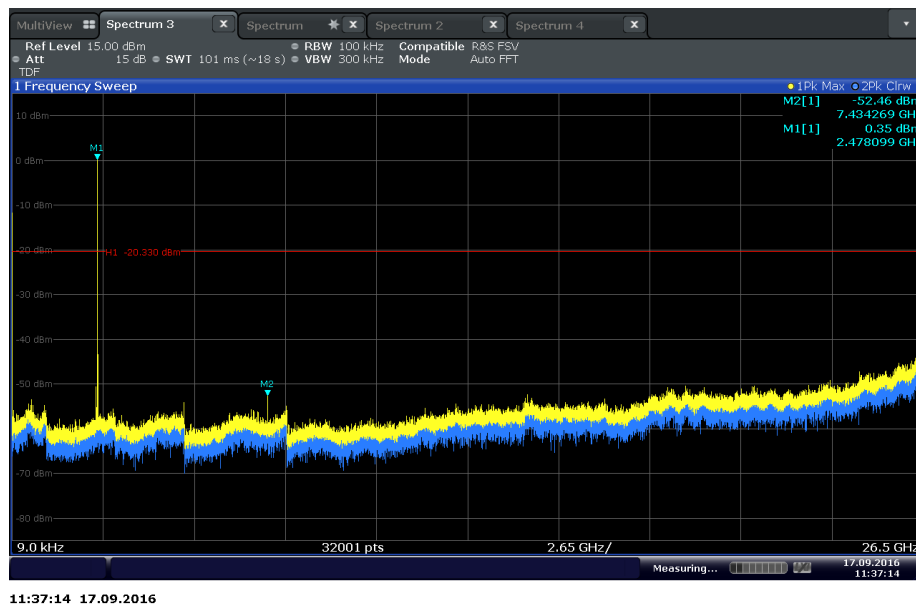 MultiView Spectrum 3 X Spectrum X Spectrum 2 X Spectrum 4 X
Ref Level 15.00 dBm RBW 100 kHz Compatible R&S FSV
Att 15 dB SWT 101 ms (~18 s) VBW 300 kHz Mode Auto FFT
TDF
1 Frequency Sweep 1Pk Max 2Pk Clrw
M2[1] -52.46 dBm
7.434269 GH
M1[1] 0.35 dBm
2.478099 GH
10 dBm
M1
0 dBm
-10 dBm
-20 dBm
H1 -20.330 dBm
-30 dBm
-40 dBm
-50 dBm
M2
-70 dBm
-80 dBm
9.0 kHz 32001 pts 2.65 GHz/ 26.5 GHz
Measuring... 17.09.2016
11:37:14
11:37:14 17.09.2016